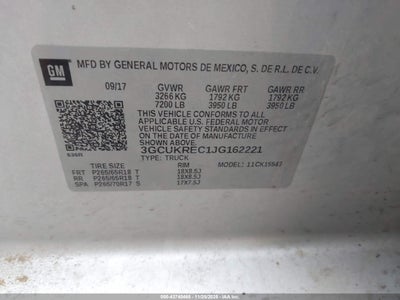 GM
MFD BY GENERAL MOTORS DE MEXICO, S. DE R.L. DE C.V.
09/17 GVWR GAWR FRT GAWR RR
3266 KG 1792 KG 1792 KG
7200 LB 3950 LB 3950 LB
THIS VEHICLE CONFORMS TO ALL APPLICABLE
U.S. FEDERAL MOTOR VEHICLE SAFETY AND
THEFT PREVENTION STANDARDS IN EFFECT ON
THE DATE OF MANUFACTURE SHOWN ABOVE.
3GCUKREC1JG162221
TYPE: TRUCK MODEL: 11CK15543
TIRE SIZE RIM
FRT P265/65R18 T 18X8.5J
RR P265/65R18 T 18X8.5J
SPA P265/70R17 S 17X7.5J